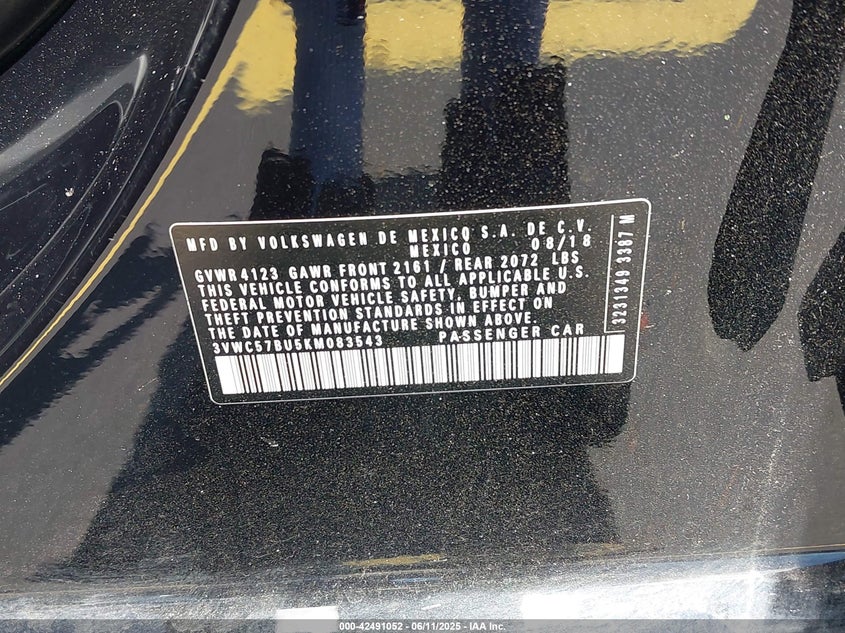 MFD BY VOLKSWAGEN DE MEXICO S.A. DE C.V.
MEXICO 08/18
GVWR 4123 GAWR FRONT 2161 / REAR 2072 LBS
THIS VEHICLE CONFORMS TO ALL APPLICABLE U.S.
FEDERAL MOTOR VEHICLE SAFETY, BUMPER AND
THEFT PREVENTION STANDARDS IN EFFECT ON
THE DATE OF MANUFACTURE SHOWN ABOVE.
3VWC57BU5KM083543 PASSENGER CAR
3231349 3387 M
000-42491052 - 06/11/2025 - IAA Inc.